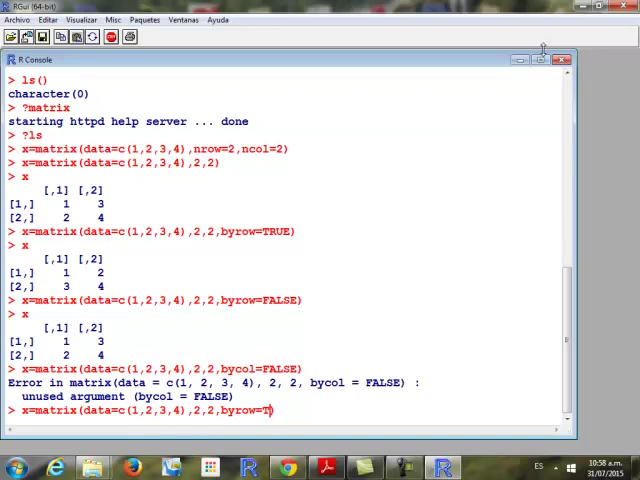 RGui (64-bit)
Archivo Editar Visualizar Misc Paquetes Ventanas Ayuda
STOP
R Console
> ls()
character(0)
> ?matrix
starting httpd help server ... done
> ?ls
> x=matrix(data=c(1,2,3,4),nrow=2,ncol=2)
> x=matrix(data=c(1,2,3,4),2,2)
> x
[,1] [,2]
[1,] 1 3
[2,] 2 4
> x=matrix(data=c(1,2,3,4),2,2,byrow=TRUE)
> x
[,1] [,2]
[1,] 1 2
[2,] 3 4
> x=matrix(data=c(1,2,3,4),2,2,byrow=FALSE)
> x
[,1] [,2]
[1,] 1 3
[2,] 2 4
> x=matrix(data=c(1,2,3,4),2,2,bycol=FALSE)
Error in matrix(data = c(1, 2, 3, 4), 2, 2, bycol = FALSE) :
unused argument (bycol = FALSE)
> x=matrix(data=c(1,2,3,4),2,2,byrow=T)
ES
10:58 a.m.
31/07/2015